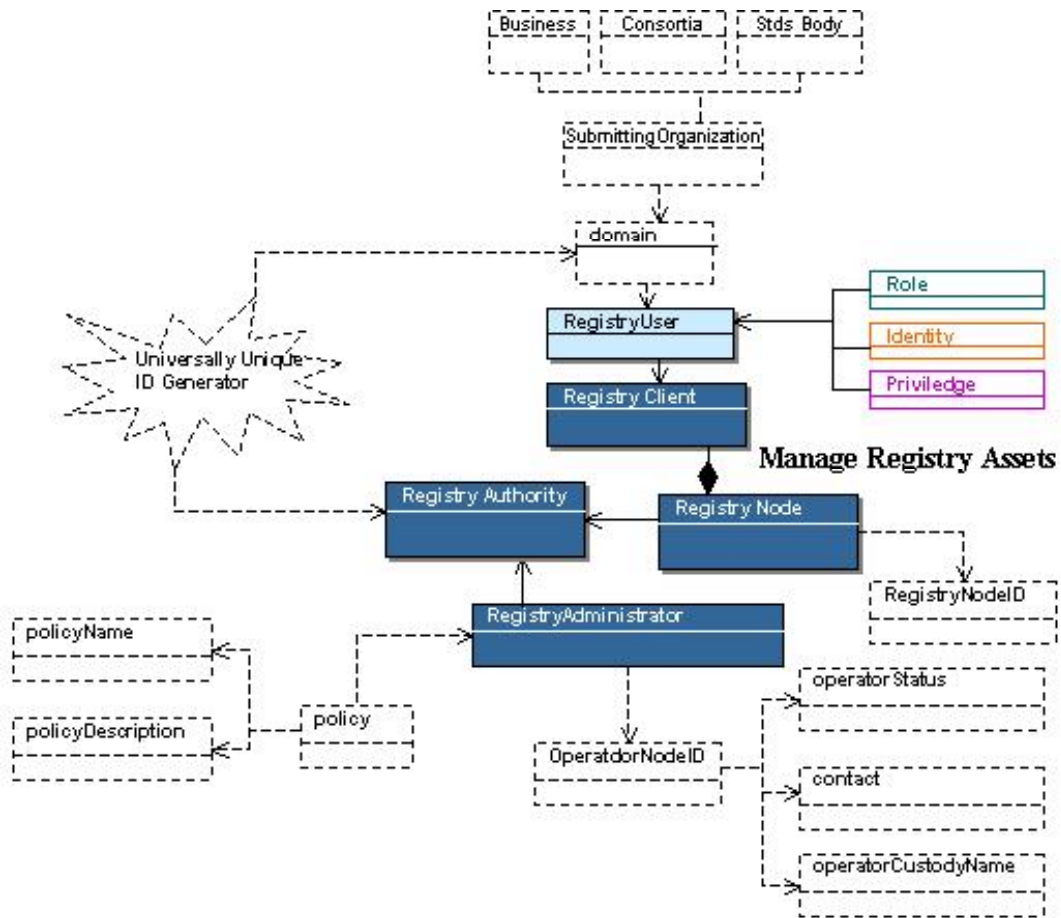 Business
Consortia
Stds Body
SubmittingOrganization
domain
Role
RegistryUser
Identity
Universally Unique
ID Generator
Registry Client
Priviledge
Manage Registry Assets
Registry Authority
Registry Node
RegistryNodeID
RegistryAdministrator
policyName
operatorStatus
policy
policyDescription
OperatdorNodeID
contact
operatorCustodyName